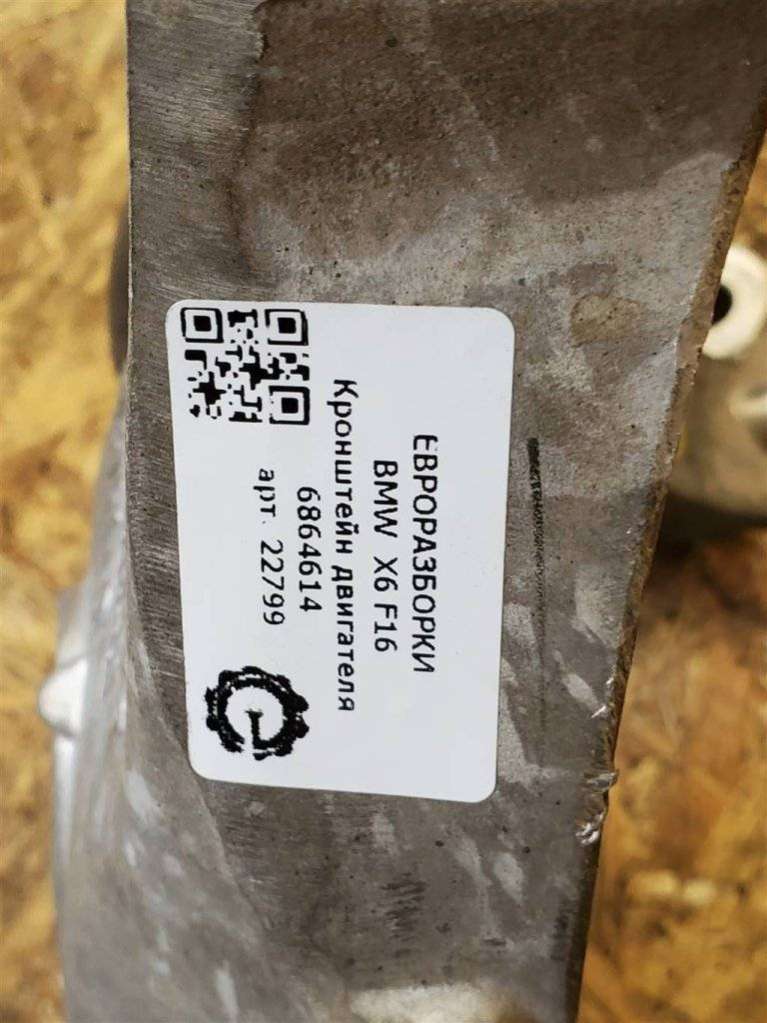 ЕВРОРАЗБОРКИ
BMW X6 F16
Кронштейн двигателя
6864614
арт. 22799